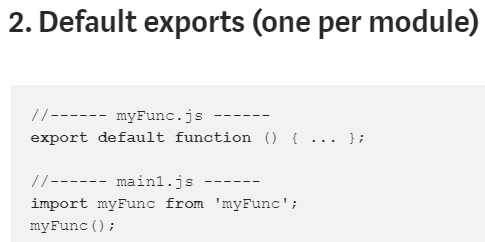 2. Default exports (one per module)
//------ myFunc.js ------
export default function () { ... };
//------ main1.js ------
import myFunc from 'myFunc';
myFunc();